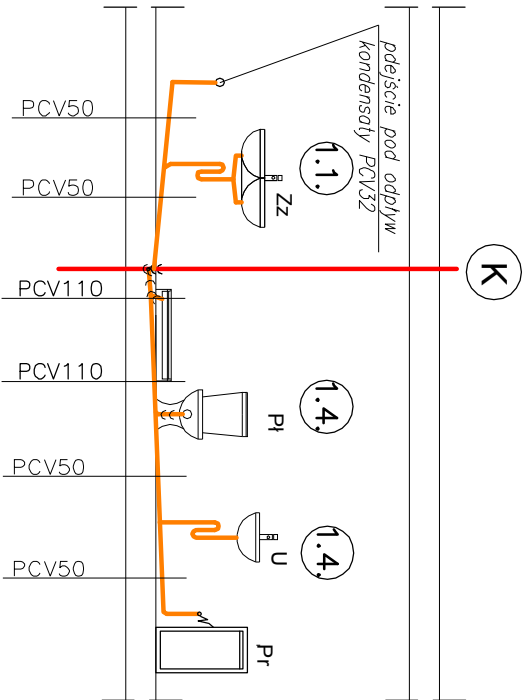 pdejście pod odpływ
kondensaty PCV32
K
1.1.
Zz
PCV50
PCV50
PCV110
PCV110
1.4.
Pł
PCV50
1.4.
U
PCV50
Pr